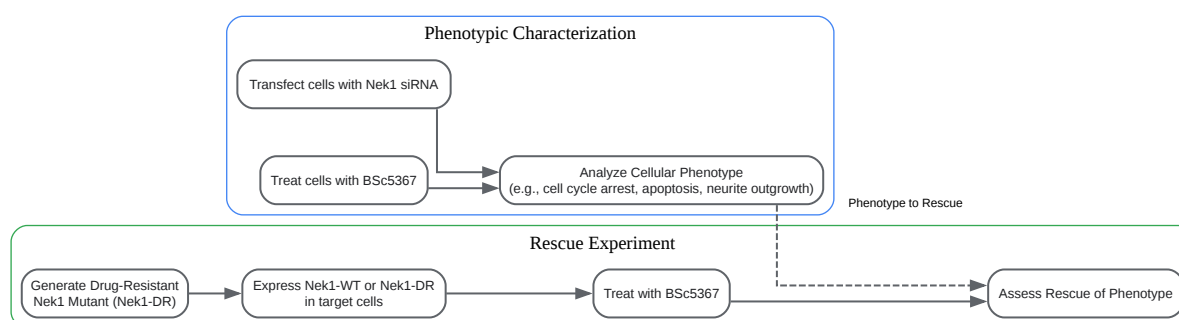 Phenotypic Characterization
Transfect cells with Nek1 siRNA
Treat cells with BSc5367
Analyze Cellular Phenotype
(e.g., cell cycle arrest, apoptosis, neurite outgrowth)
Phenotype to Rescue
Rescue Experiment
Generate Drug-Resistant
Nek1 Mutant (Nek1-DR)
Express Nek1-WT or Nek1-DR
in target cells
Treat with BSc5367
Assess Rescue of Phenotype